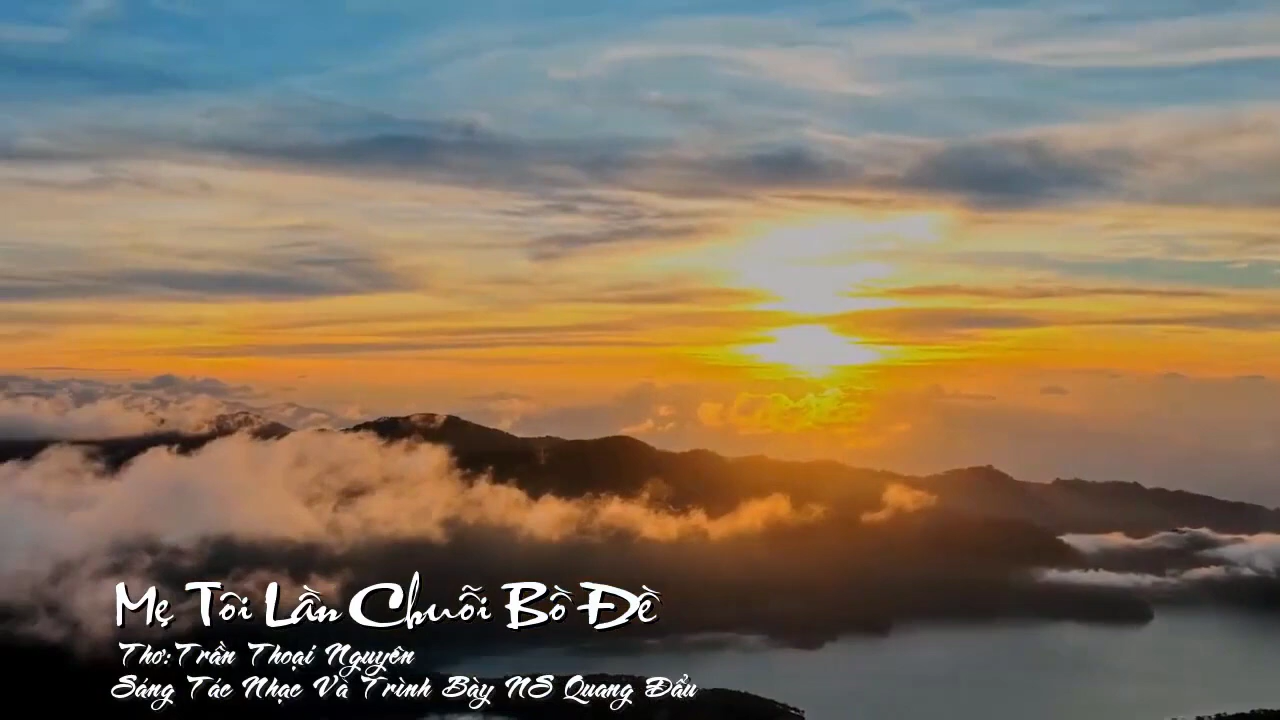 Mẹ Tôi Lần Chuỗi Bồ Đề
Thơ:Trần Thoại Nguyên
Sáng Tác Nhạc Và Trình Bày NS Quang Đẩu